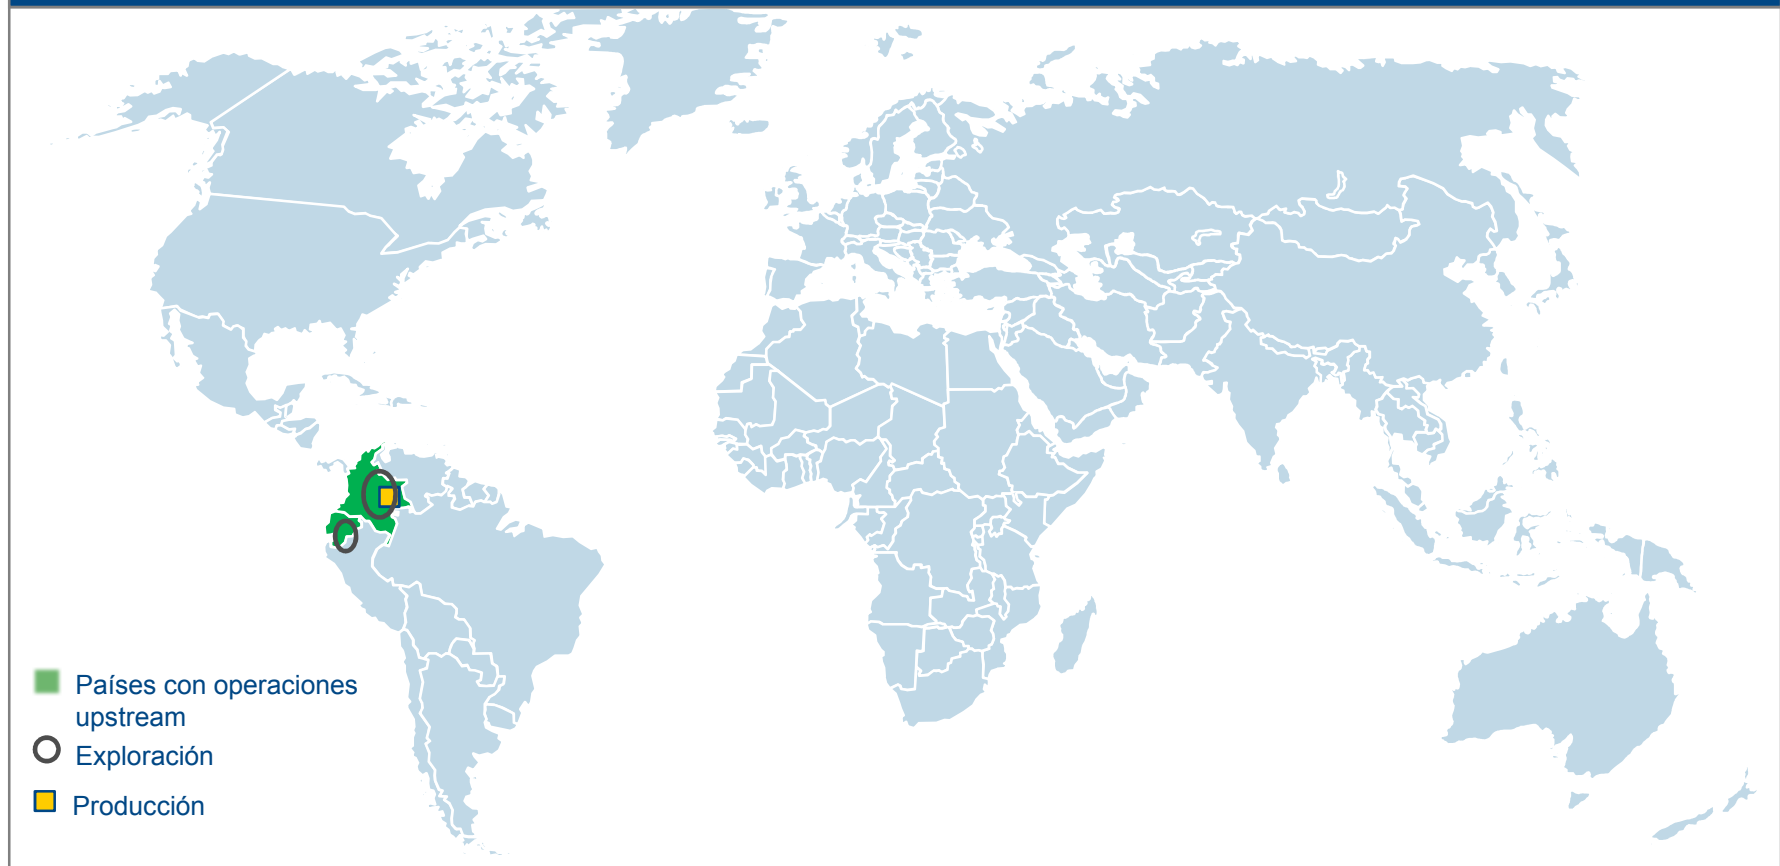 Países con operaciones
upstream
Exploración
Producción